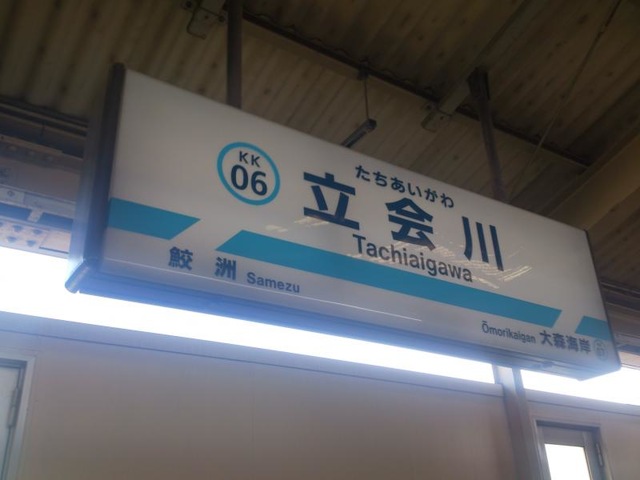 KK
06
たちあいがわ
立会川
Tachiaigawa
鮫洲 Samezu
Ōmorikaigan 大森海岸